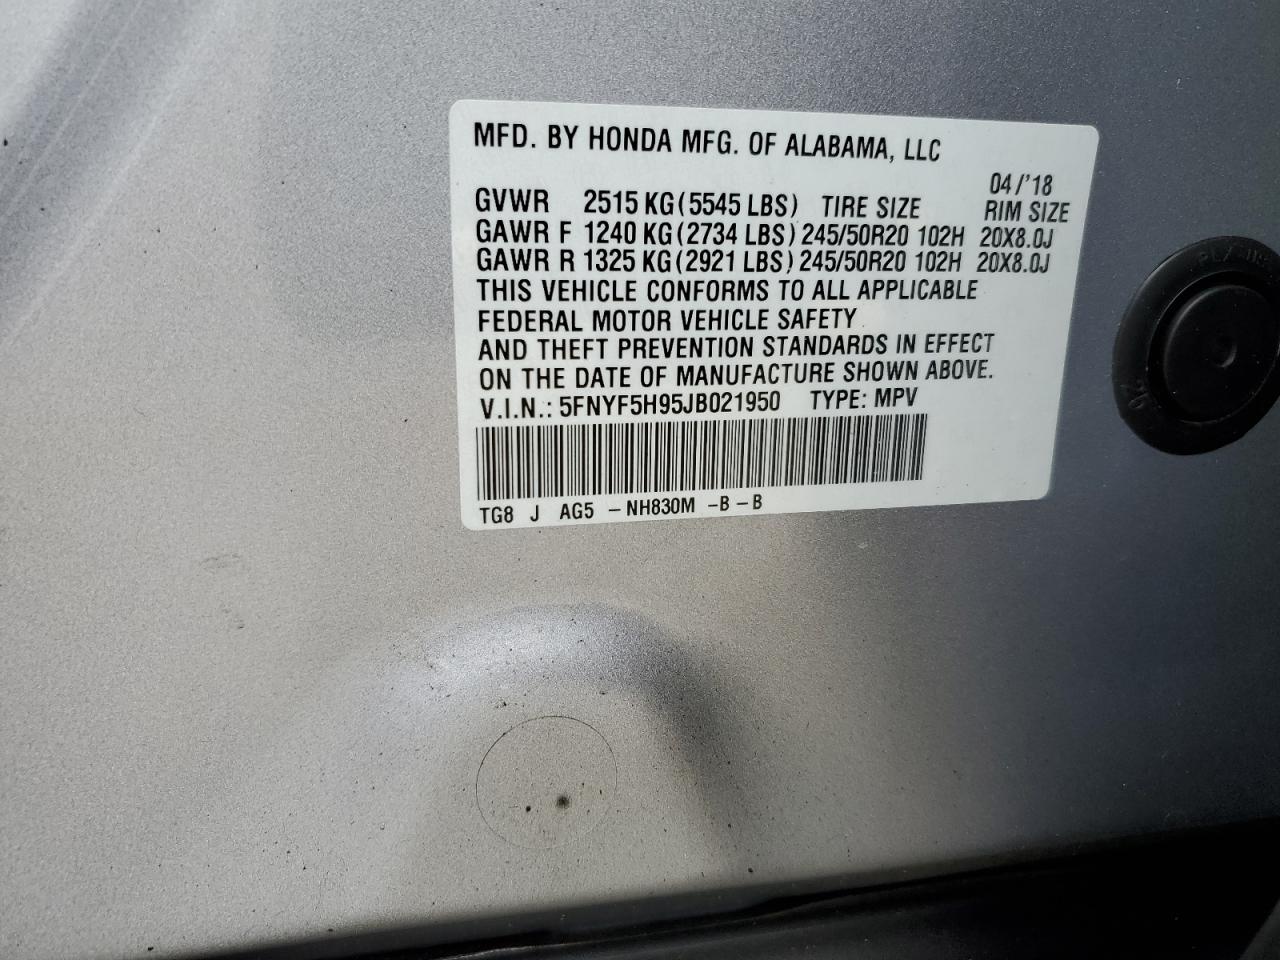 MFD. BY HONDA MFG. OF ALABAMA, LLC
04/'18
GVWR 2515 KG (5545 LBS) TIRE SIZE RIM SIZE
GAWR F 1240 KG (2734 LBS) 245/50R20 102H 20X8.0J
GAWR R 1325 KG (2921 LBS) 245/50R20 102H 20X8.0J
THIS VEHICLE CONFORMS TO ALL APPLICABLE
FEDERAL MOTOR VEHICLE SAFETY
AND THEFT PREVENTION STANDARDS IN EFFECT
ON THE DATE OF MANUFACTURE SHOWN ABOVE.
V.I.N.: 5FNYF5H95JB021950 TYPE: MPV
TG8 J AG5 - NH830M -B - B